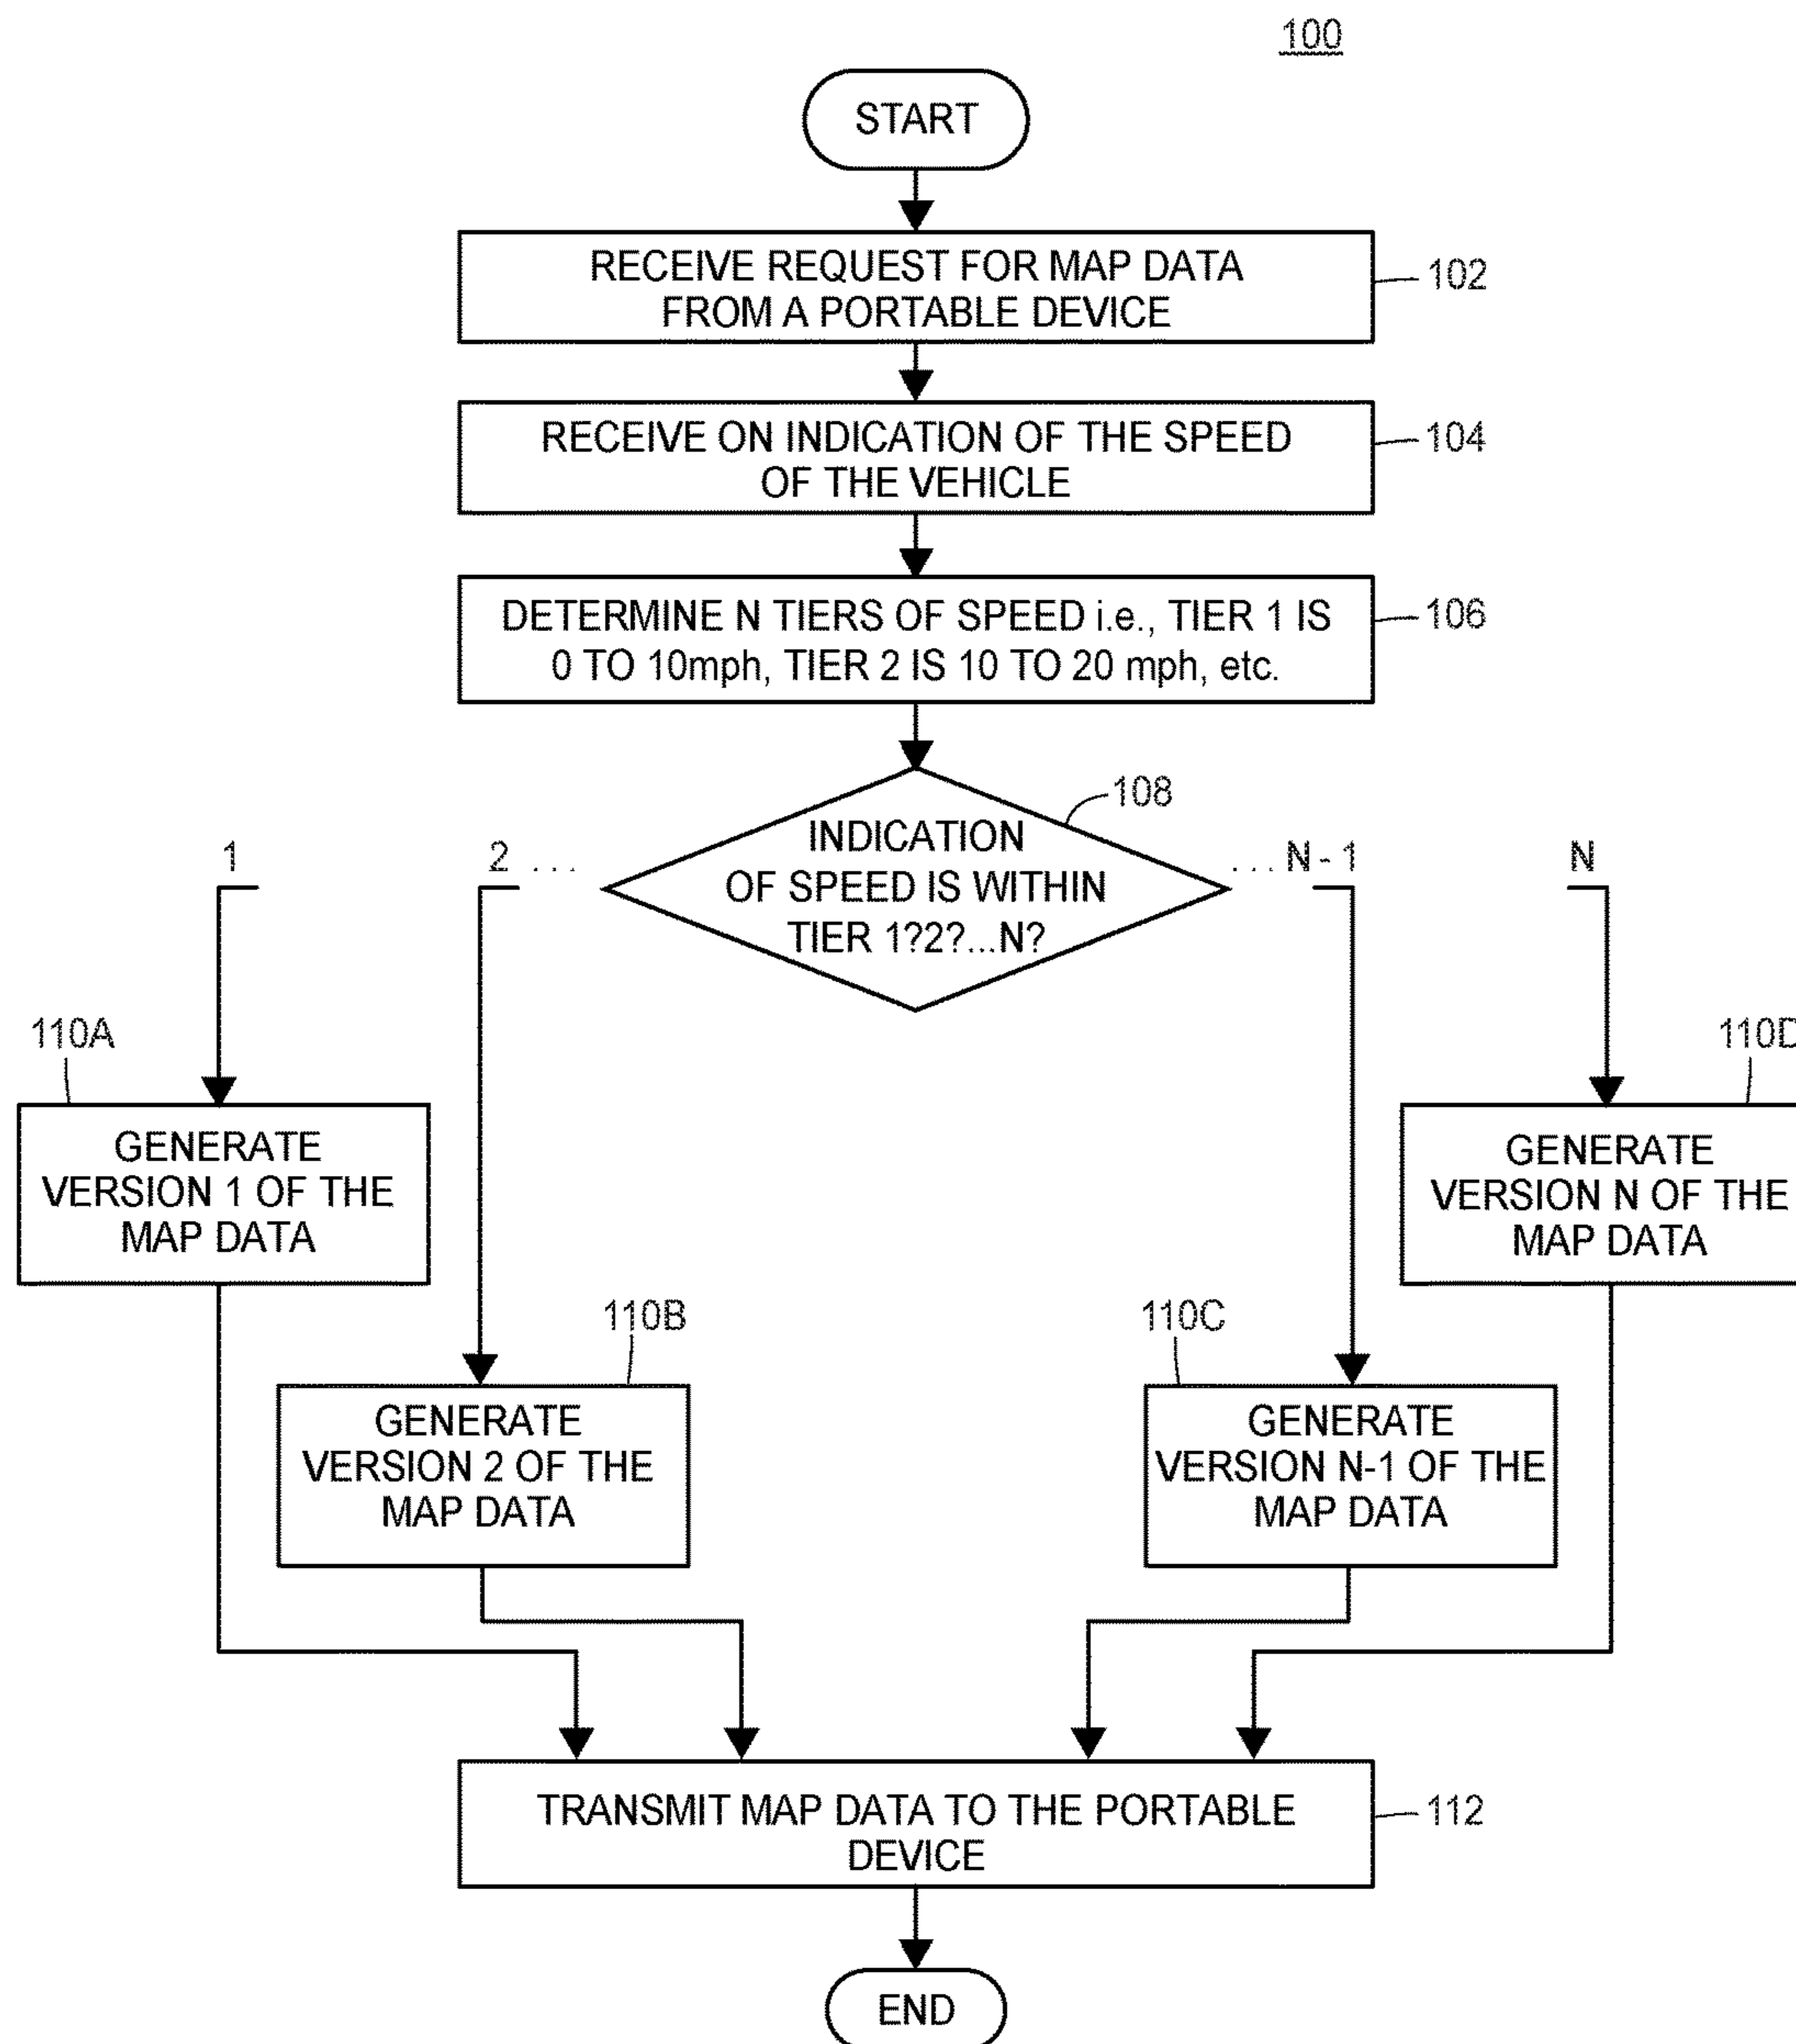 100
START
RECEIVE REQUEST FOR MAP DATA
FROM A PORTABLE DEVICE
102
RECEIVE ON INDICATION OF THE SPEED
OF THE VEHICLE
104
DETERMINE N TIERS OF SPEED i.e., TIER 1 IS
0 TO 10mph, TIER 2 IS 10 TO 20 mph, etc.
106
108
1
2 ...
INDICATION
OF SPEED IS WITHIN
TIER 1?2?...N?
... N - 1
N
110A
GENERATE
VERSION 1 OF THE
MAP DATA
110D
GENERATE
VERSION N OF THE
MAP DATA
110B
GENERATE
VERSION 2 OF THE
MAP DATA
110C
GENERATE
VERSION N-1 OF THE
MAP DATA
TRANSMIT MAP DATA TO THE PORTABLE
DEVICE
112
END